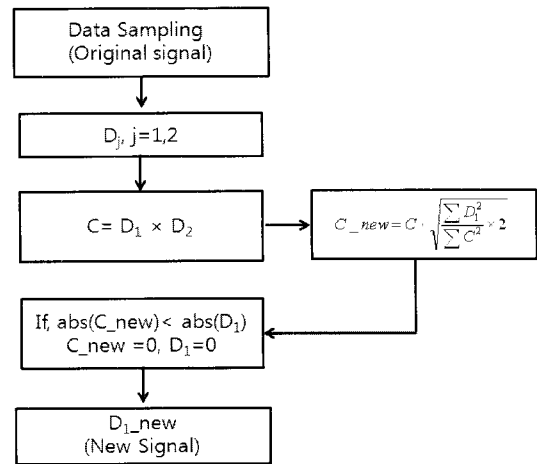 Data Sampling
(Original signal)
Dⱼ, j=1,2
C= D₁ × D₂
C_new=C·√(∑D₁²/∑C²×2)
If, abs(C_new)< abs(D₁)
C_new =0, D₁=0
D₁_new
(New Signal)